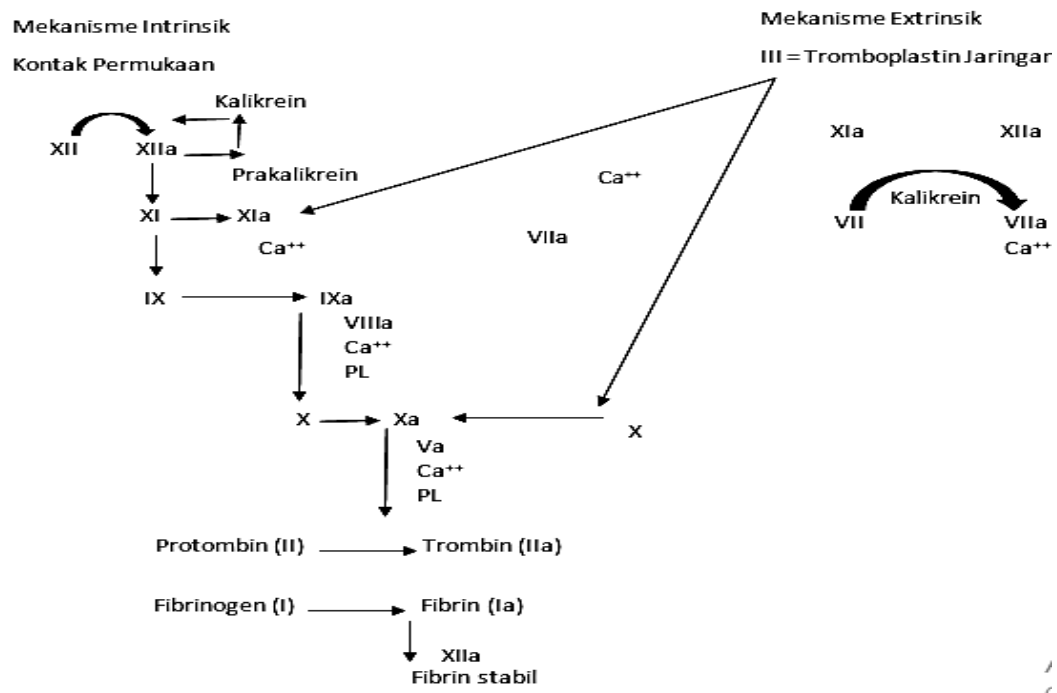 Mekanisme Intrinsik
Kontak Permukaan
Mekanisme Extrinsik
III = Tromboplastin Jaringan
Kalikrein
XII
XIIa
Prakalikrein
XI
XIa
Ca⁺⁺
IX
IXa
VIIIa
Ca⁺⁺
PL
Ca⁺⁺
VIIa
XIa
XIIa
Kalikrein
VII
VIIa
Ca⁺⁺
X
Xa
X
Va
Ca⁺⁺
PL
Protombin (II)
Trombin (IIa)
Fibrinogen (I)
Fibrin (Ia)
XIIa
Fibrin stabil